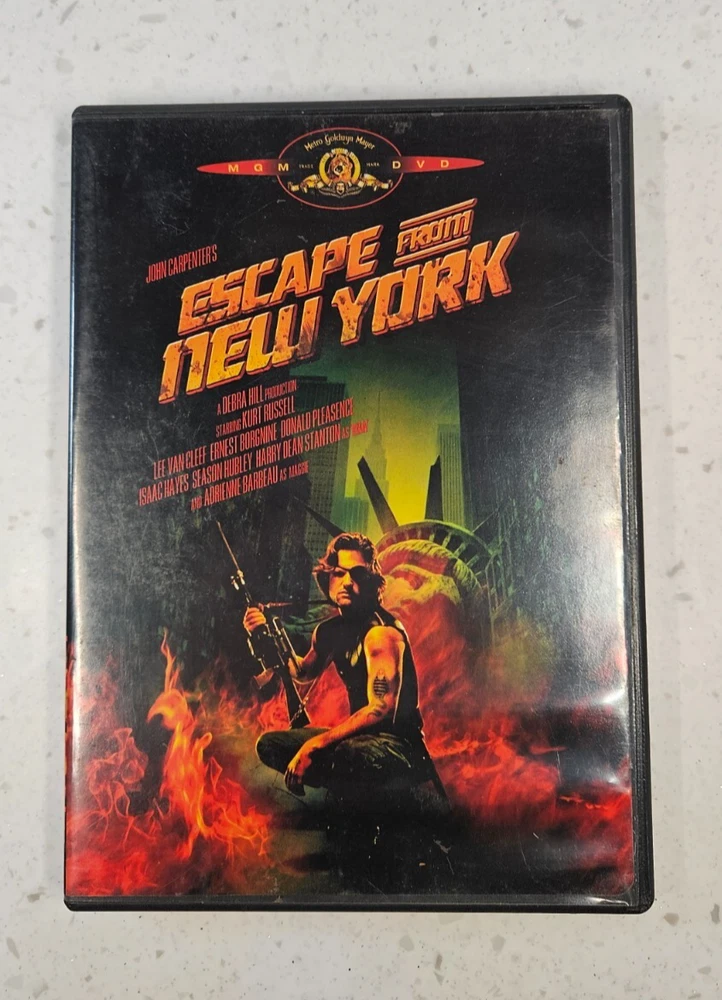 Metro Goldwyn Mayer
MGM TRADE MARK DVD
JOHN CARPENTER'S
ESCAPE FROM
NEW YORK
A DEBRA HILL PRODUCTION
STARRING KURT RUSSELL
LEE VAN CLEEF ERNEST BORGNINE DONALD PLEASENCE
ISAAC HAYES SEASON HUBLEY HARRY DEAN STANTON AS BRAIN
AND ADRIENNE BARBEAU AS MAGGIE